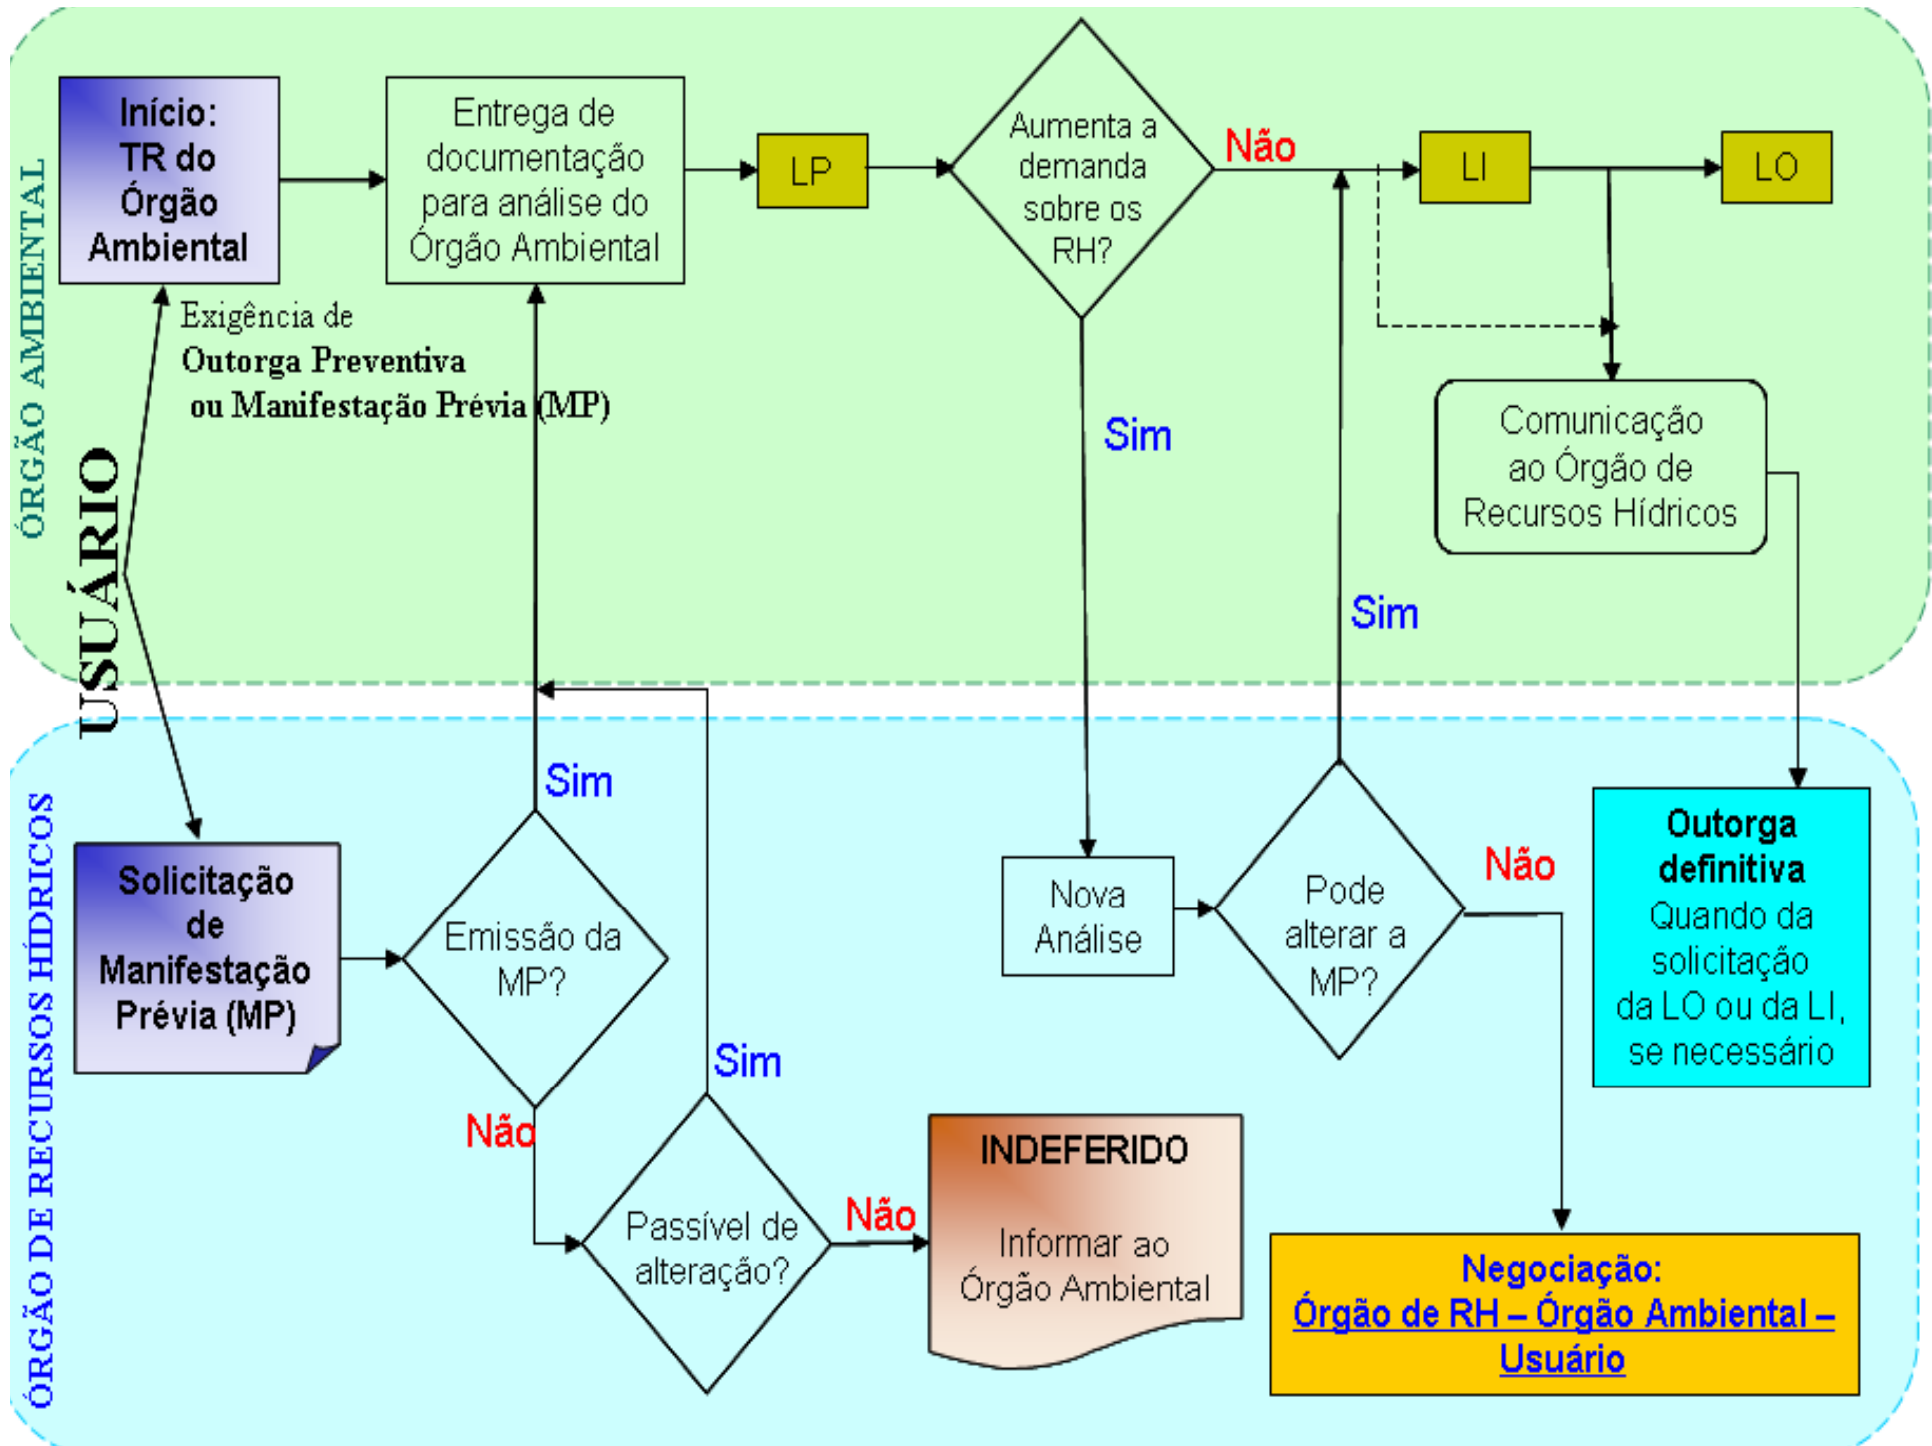 ÓRGÃO AMBIENTAL
USUÁRIO
Início:
TR do
Órgão
Ambiental
Entrega de
documentação
para análise do
Órgão Ambiental
LP
Aumenta a
demanda
sobre os
RH?
Não
LI
LO
Exigência de
Outorga Preventiva
ou Manifestação Prévia (MP)
Sim
Comunicação
ao Órgão de
Recursos Hídricos
Sim
ÓRGÃO DE RECURSOS HÍDRICOS
Solicitação
de
Manifestação
Prévia (MP)
Sim
Emissão da
MP?
Não
Sim
Passível de
alteração?
Não
INDEFERIDO
Informar ao
Órgão Ambiental
Nova
Análise
Pode
alterar a
MP?
Não
Outorga
definitiva
Quando da
solicitação
da LO ou da LI,
se necessário
Negociação:
Órgão de RH – Órgão Ambiental –
Usuário